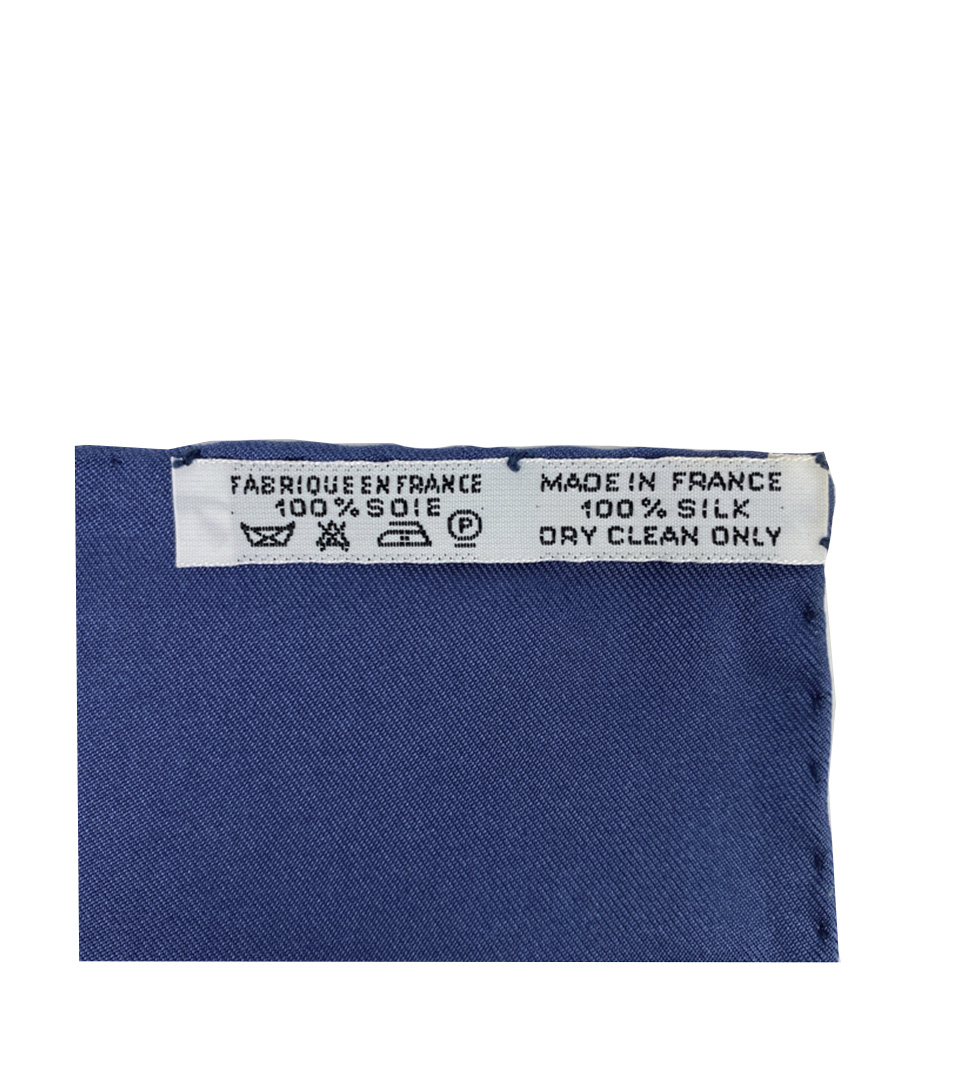 FABRIQUE EN FRANCE
100% SOIE
P
MADE IN FRANCE
100% SILK
DRY CLEAN ONLY